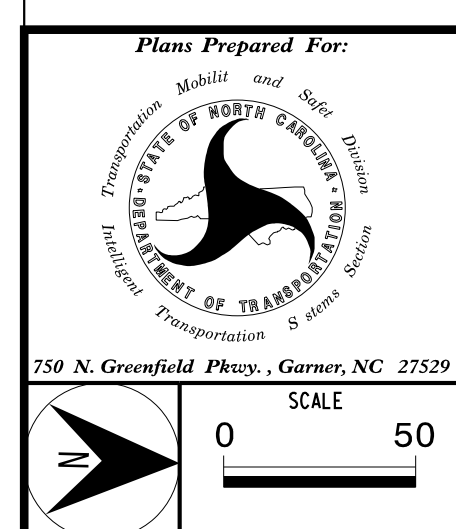 Plans Prepared For:
Transportation Mobilit and Safet Division
STATE OF NORTH CAROLINA
DEPARTMENT OF TRANSPORTATION
Intelligent Transportation S stems Section
750 N. Greenfield Pkwy. , Garner, NC 27529
N
SCALE
0 50